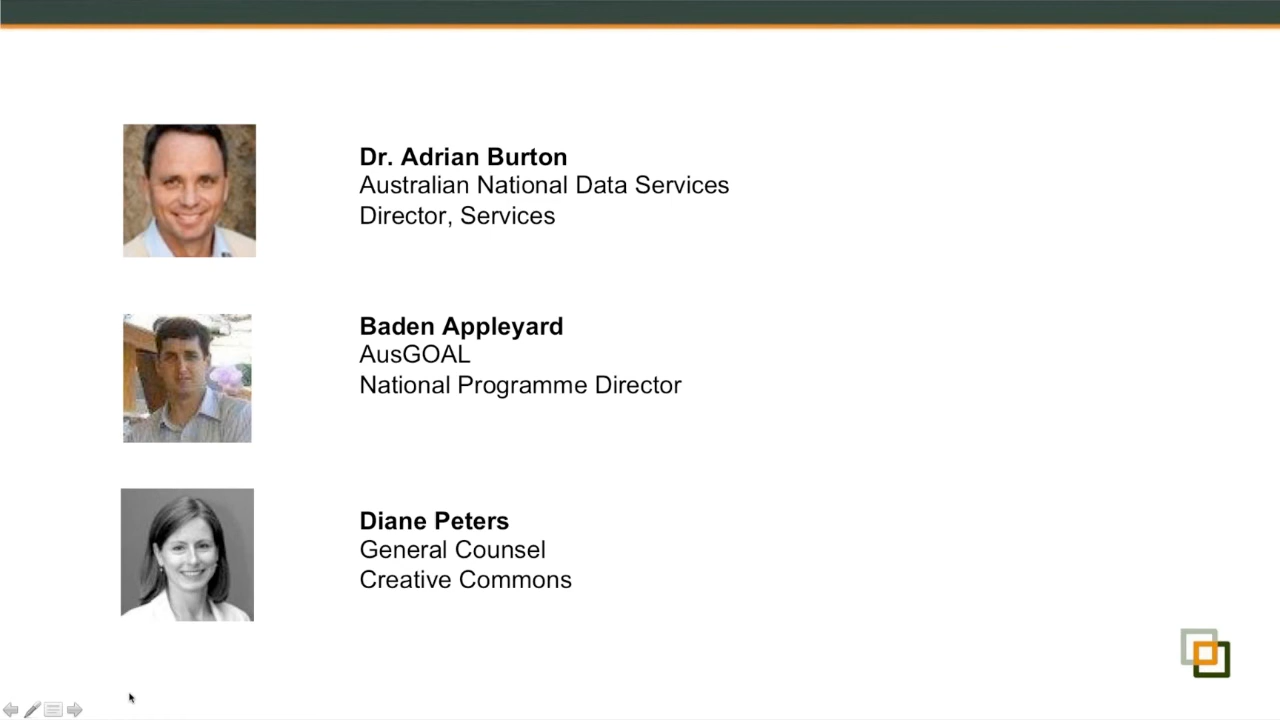 Dr. Adrian Burton
Australian National Data Services
Director, Services
Baden Appleyard
AusGOAL
National Programme Director
Diane Peters
General Counsel
Creative Commons